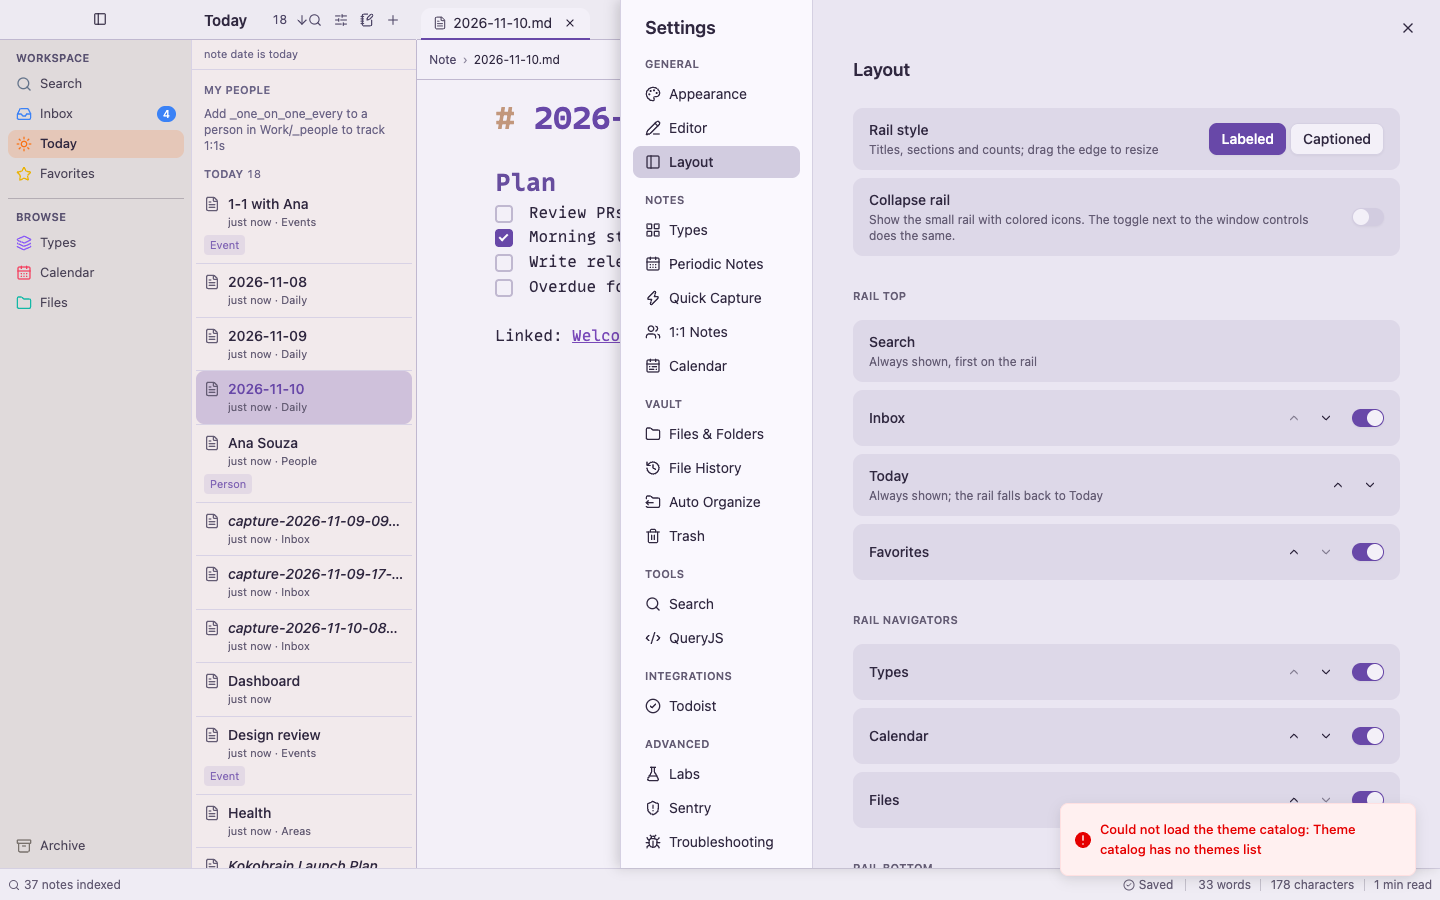 Today
18
2026-11-10.md
WORKSPACE
Search
Inbox
4
Today
Favorites
BROWSE
Types
Calendar
Files
Archive
note date is today
MY PEOPLE
Add _one_on_one_every to a
person in Work/_people to track
1:1s
TODAY 18
1-1 with Ana
just now · Events
Event
2026-11-08
just now · Daily
2026-11-09
just now · Daily
2026-11-10
just now · Daily
Ana Souza
just now · People
Person
capture-2026-11-09-09...
just now · Inbox
capture-2026-11-09-17-...
just now · Inbox
capture-2026-11-10-08...
just now · Inbox
Dashboard
just now
Design review
just now · Events
Event
Health
just now · Areas
Kokobrain Launch Plan
Note › 2026-11-10.md
# 2026-
Plan
Review PRs
Morning st
Write rele
Overdue fo
Linked: Welco
Settings
GENERAL
Appearance
Editor
Layout
NOTES
Types
Periodic Notes
Quick Capture
1:1 Notes
Calendar
VAULT
Files & Folders
File History
Auto Organize
Trash
TOOLS
Search
QueryJS
INTEGRATIONS
Todoist
ADVANCED
Labs
Sentry
Troubleshooting
Layout
Rail style
Titles, sections and counts; drag the edge to resize
Labeled
Captioned
Collapse rail
Show the small rail with colored icons. The toggle next to the window controls
does the same.
RAIL TOP
Search
Always shown, first on the rail
Inbox
Today
Always shown; the rail falls back to Today
Favorites
RAIL NAVIGATORS
Types
Calendar
Files
RAIL BOTTOM
Could not load the theme catalog: Theme
catalog has no themes list
37 notes indexed
Saved
33 words
178 characters
1 min read